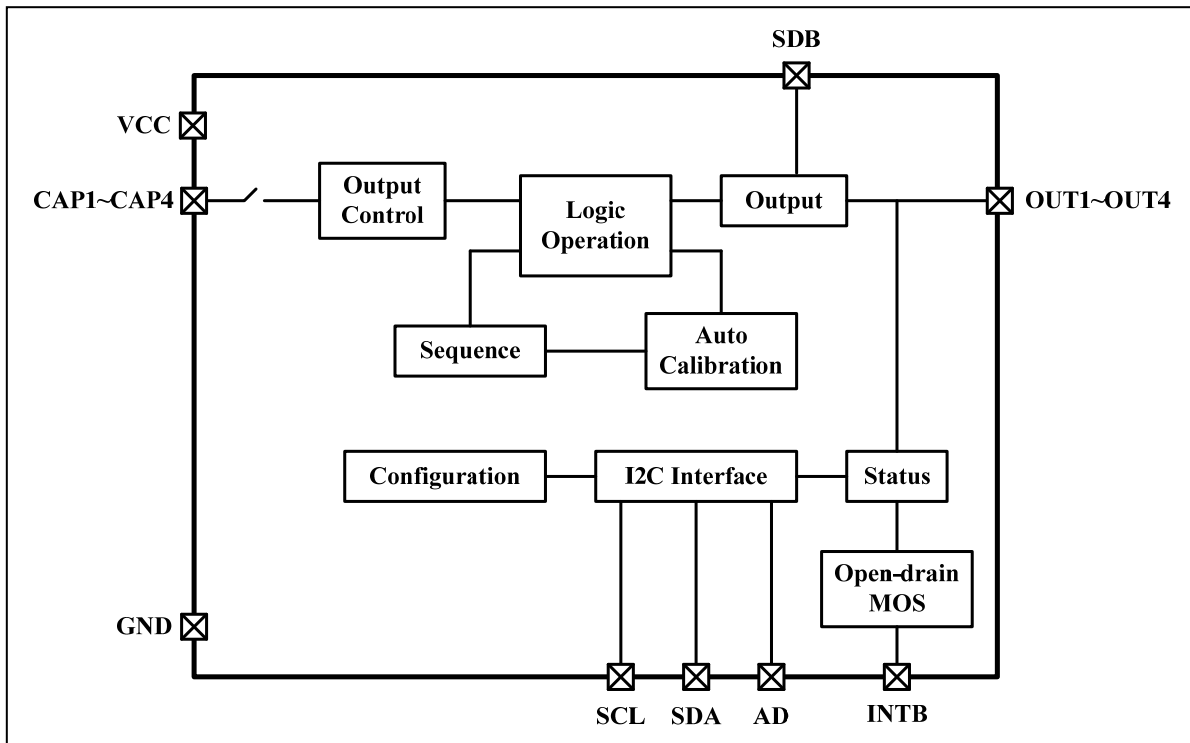 SDB
VCC
CAP1~CAP4
Output
Control
Logic
Operation
Output
OUT1~OUT4
Sequence
Auto
Calibration
Configuration
I2C Interface
Status
Open-drain
MOS
GND
SCL
SDA
AD
INTB